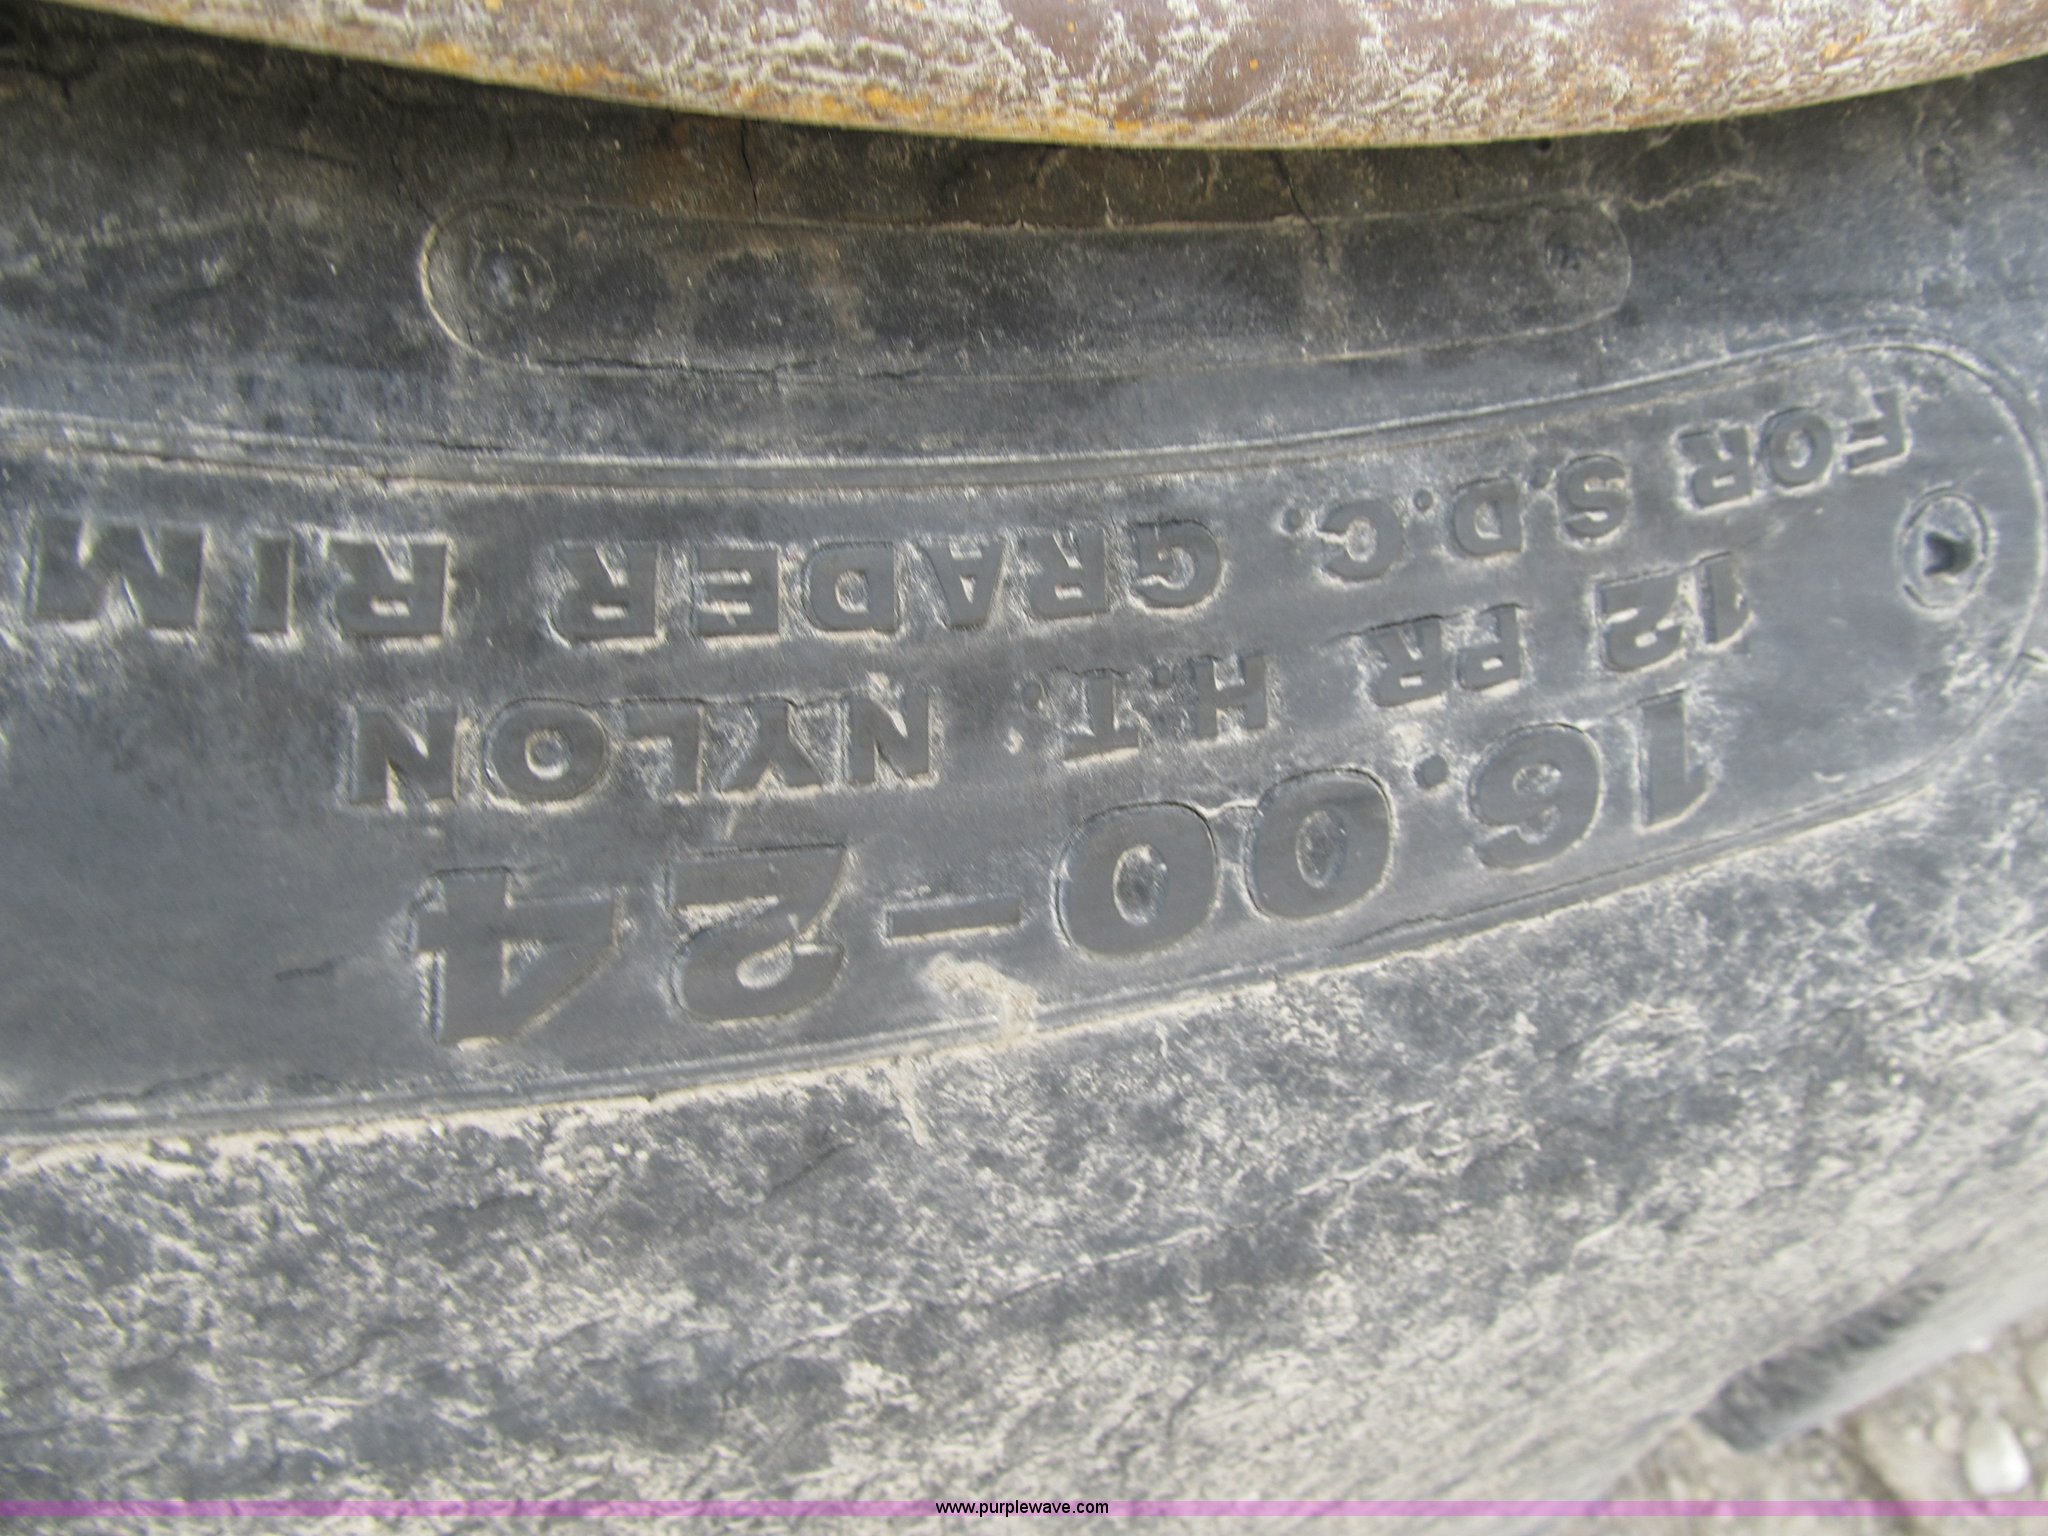 16.00-24
12 PR H.T. NYLON
FOR S.D.C. GRADER RIM
www.purplewave.com